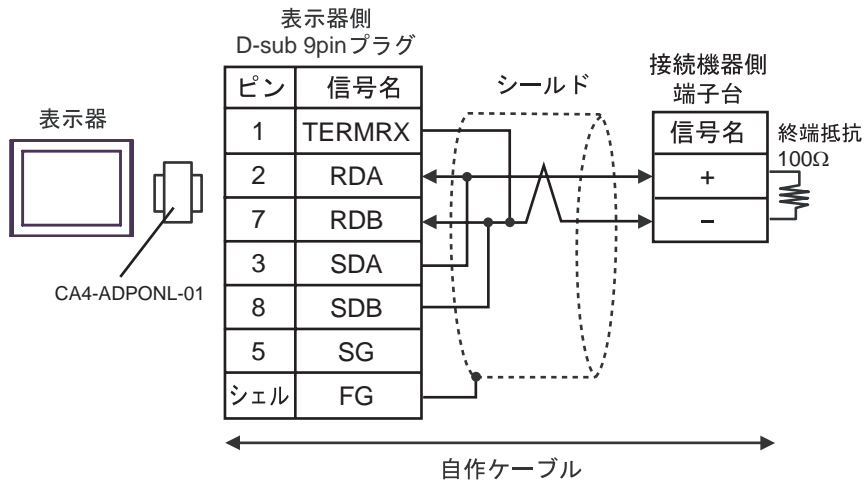 表示器側
D-sub 9pinプラグ
表示器
CA4-ADPONL-01
ピン 信号名
1 TERMRX
2 RDA
7 RDB
3 SDA
8 SDB
5 SG
シェル FG
シールド
接続機器側
端子台
信号名
+
−
終端抵抗
100Ω
自作ケーブル